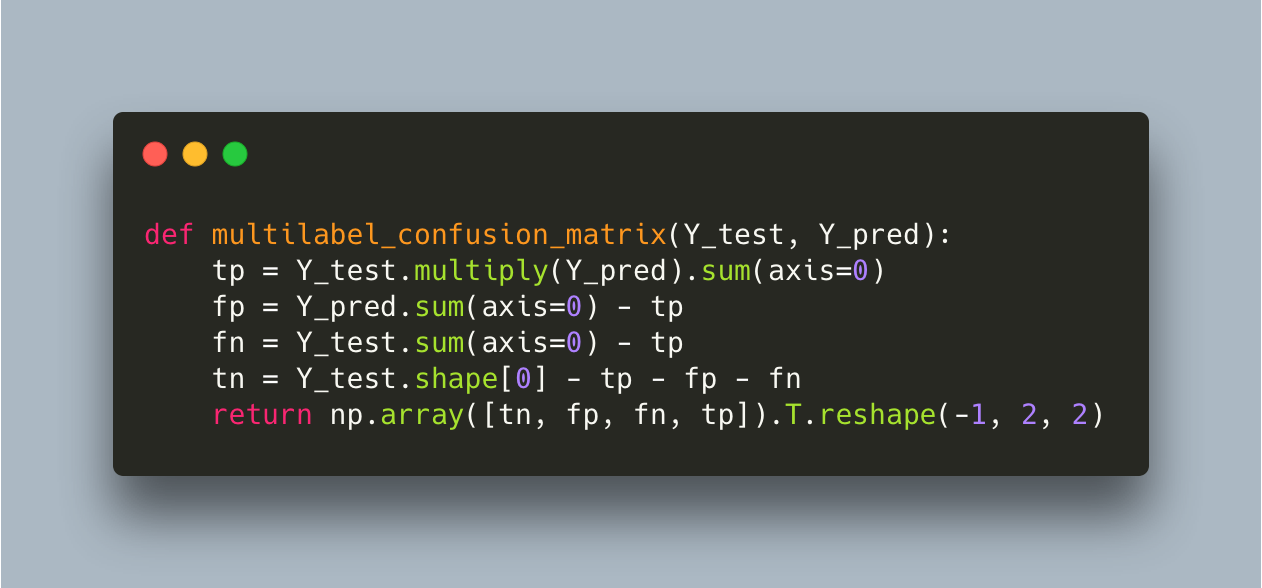 def multilabel_confusion_matrix(Y_test, Y_pred):
    tp = Y_test.multiply(Y_pred).sum(axis=0)
    fp = Y_pred.sum(axis=0) - tp
    fn = Y_test.sum(axis=0) - tp
    tn = Y_test.shape[0] - tp - fp - fn
    return np.array([tn, fp, fn, tp]).T.reshape(-1, 2, 2)